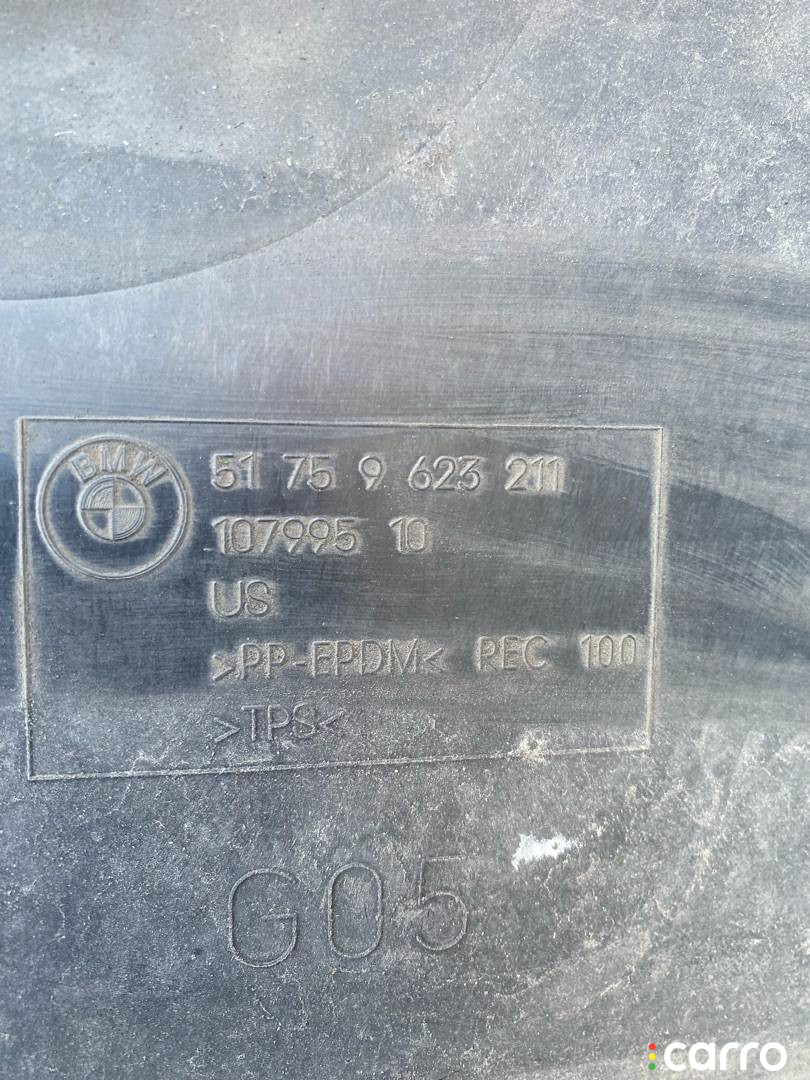 BMW
51 75 9 623 211
107995 10
US
>PP-EPDM< REC 100
>TPS<
G05
carro